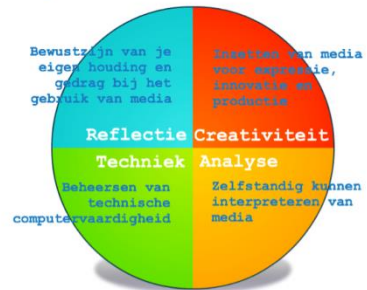 Bewustzijn van je
eigen houding en
gedrag bij het
gebruik van media
Inzetten van media
voor expressie,
innovatie en
productie
Reflectie Creativiteit
Techniek Analyse
Beheersen van
technische
computervaardigheid
Zelfstandig kunnen
interpreteren van
media